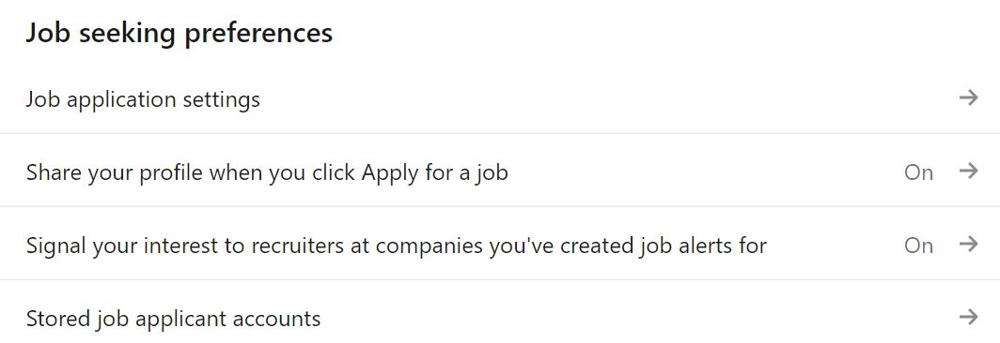 Job seeking preferences
Job application settings
Share your profile when you click Apply for a job On
Signal your interest to recruiters at companies you've created job alerts for On
Stored job applicant accounts